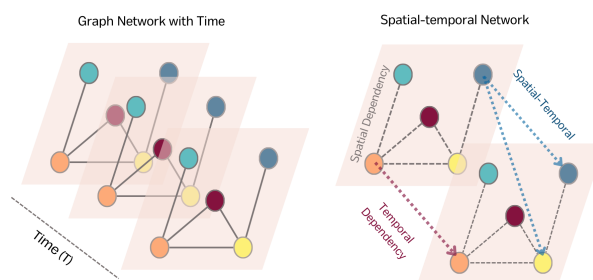 Graph Network with Time
Spatial-temporal Network
Time (T)
Spatial Dependency
Spatial-Temporal
Temporal
Dependency